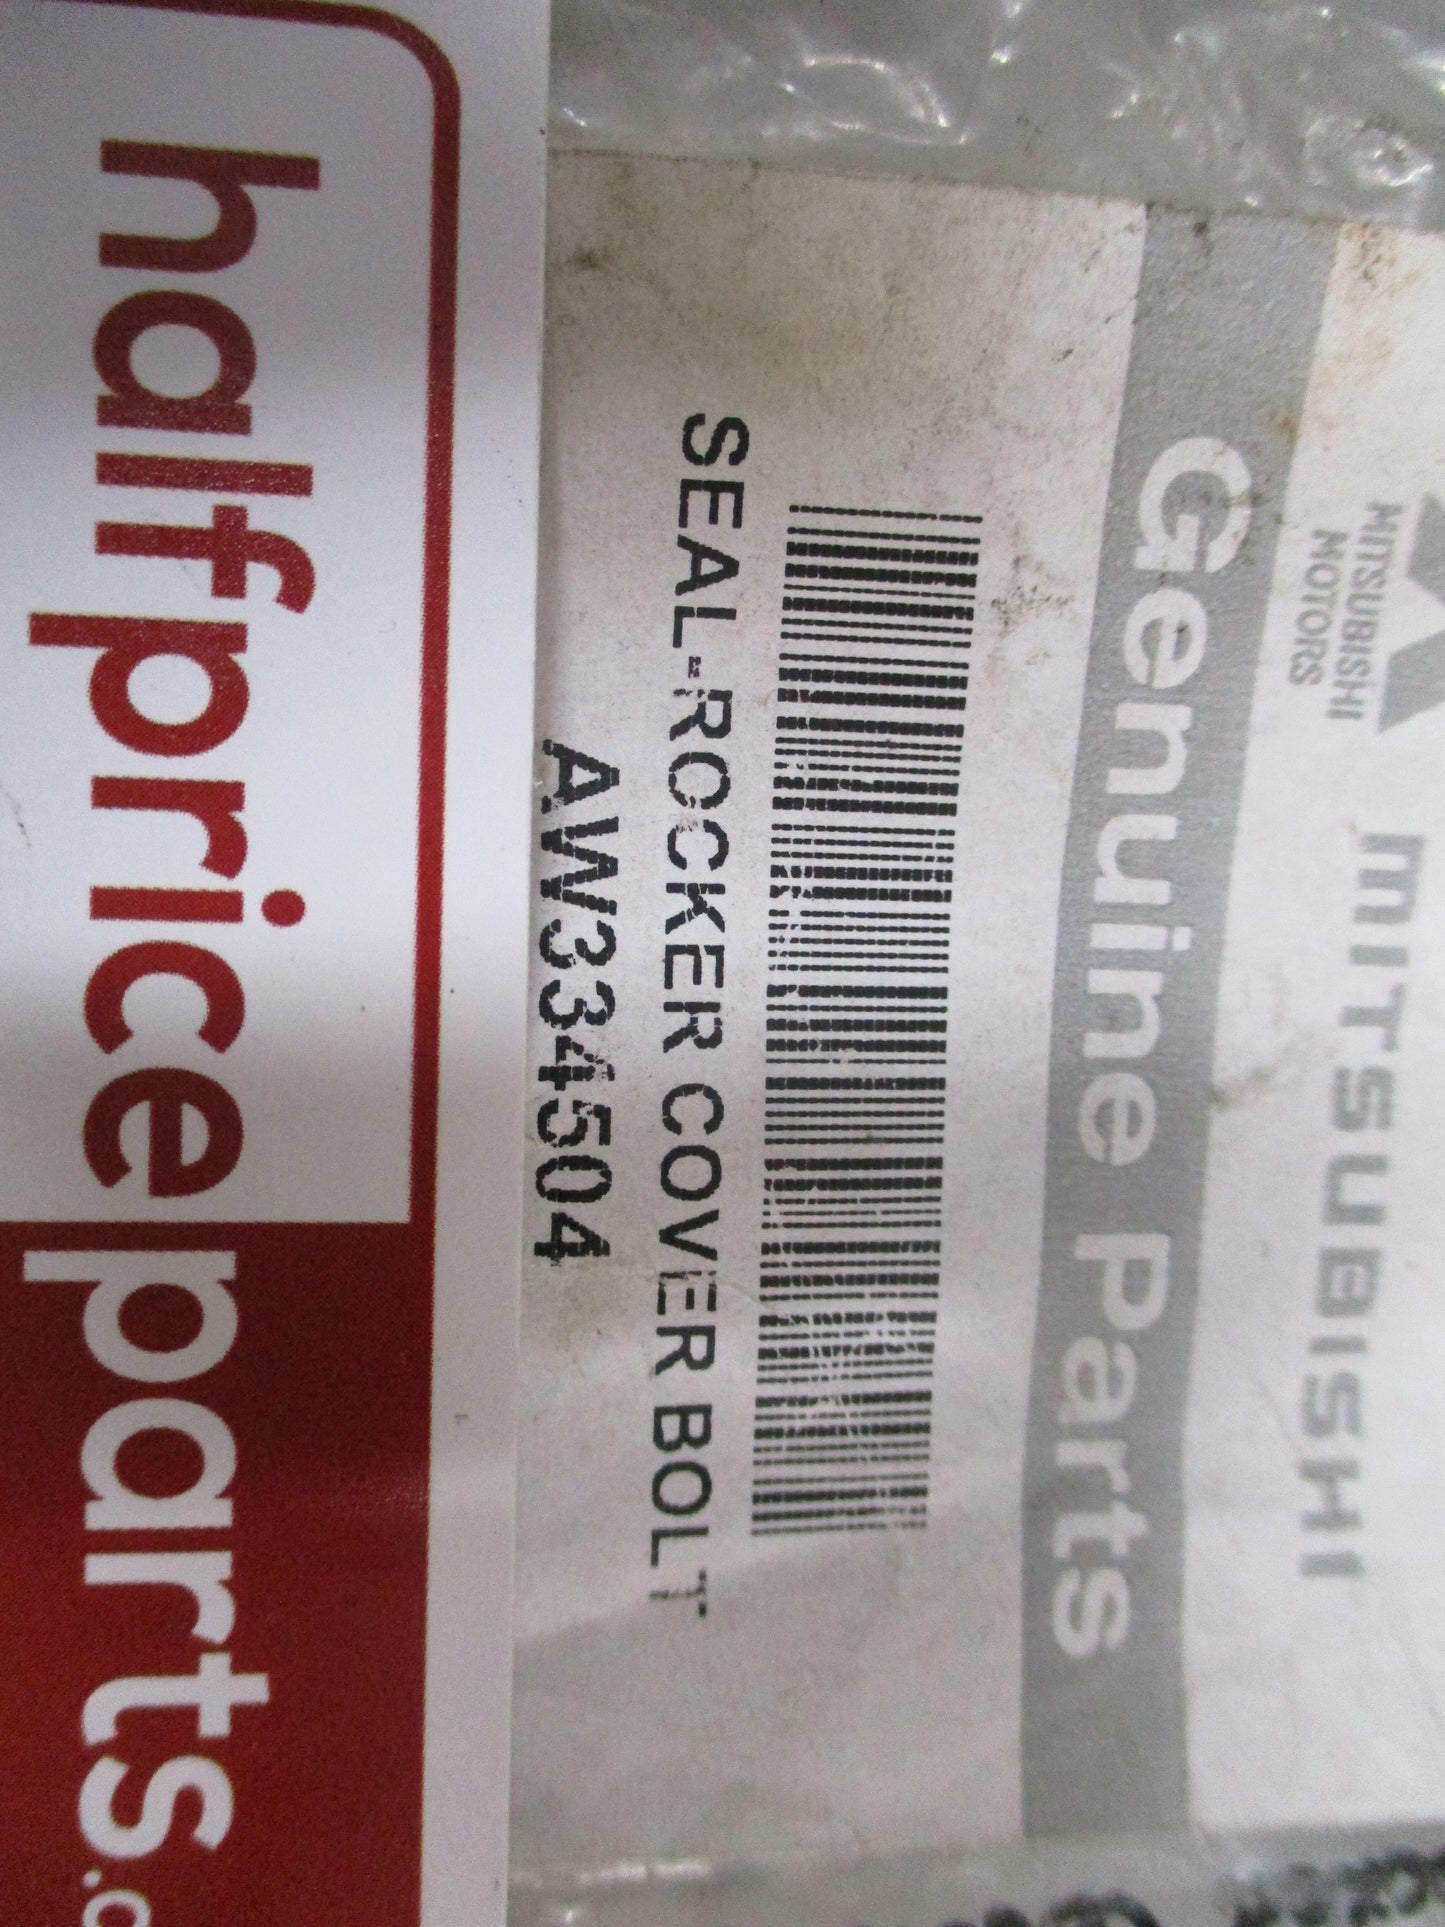 MITSUBISHI
MOTORS
MITSUBISHI
Genuine Parts
SEAL-ROCKER COVER BOLT
AW334504
halfpriceparts.